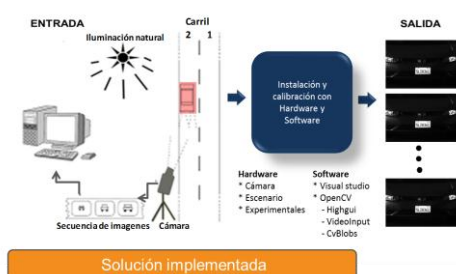 ENTRADA
Carril
SALIDA
Iluminación natural
2 1
Instalación y
calibración con
Hardware y
Software
Hardware
* Cámara
* Escenario
* Experimentales
Software
* Visual studio
* OpenCV
- Highgui
- VideoInput
- CvBlobs
Secuencia de imagenes
Cámara
Solución implementada